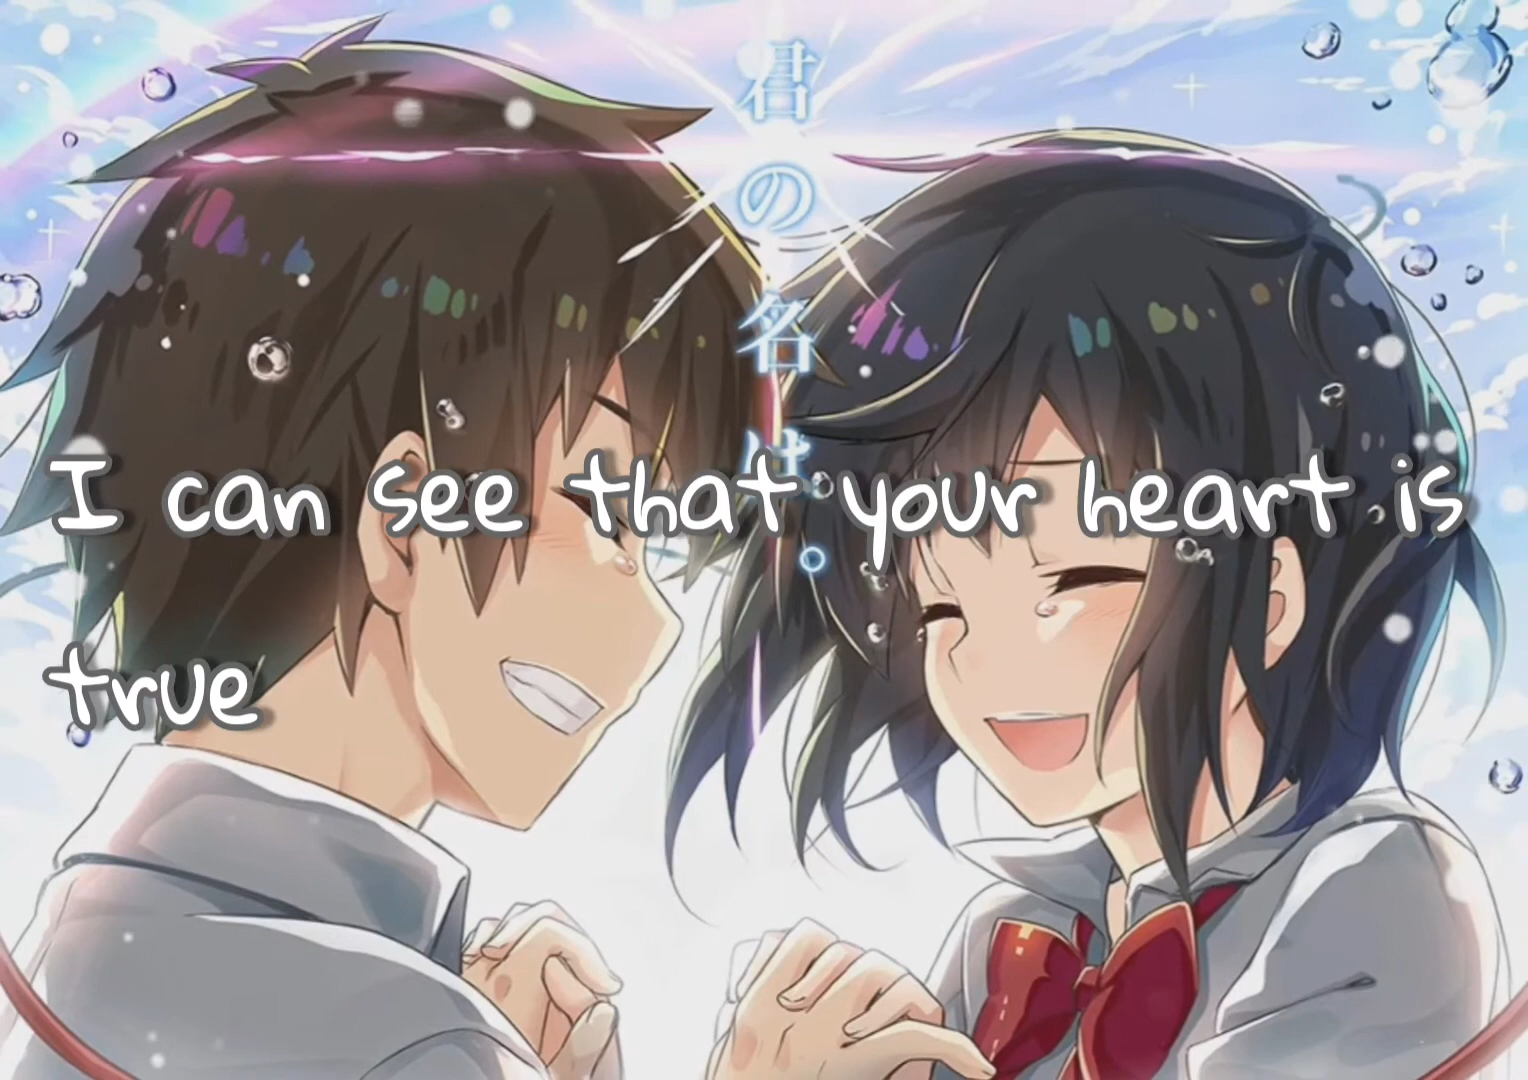 君の名は。
I can see that your heart is
true